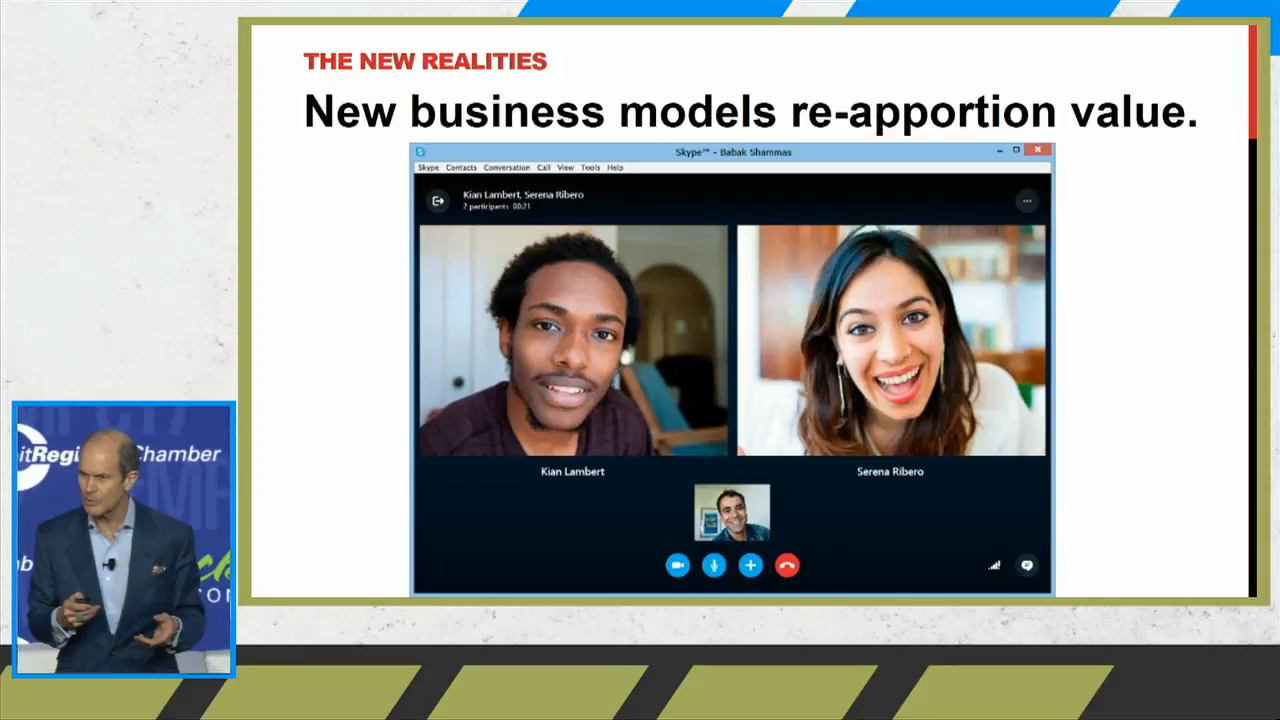 THE NEW REALITIES
New business models re-apportion value.
Skype™ - Babak Shammas
Skype Contacts Conversation Call View Tools Help
Kian Lambert, Serena Ribero
2 participants 00:21
Kian Lambert
Serena Ribero
itRegi Chamber